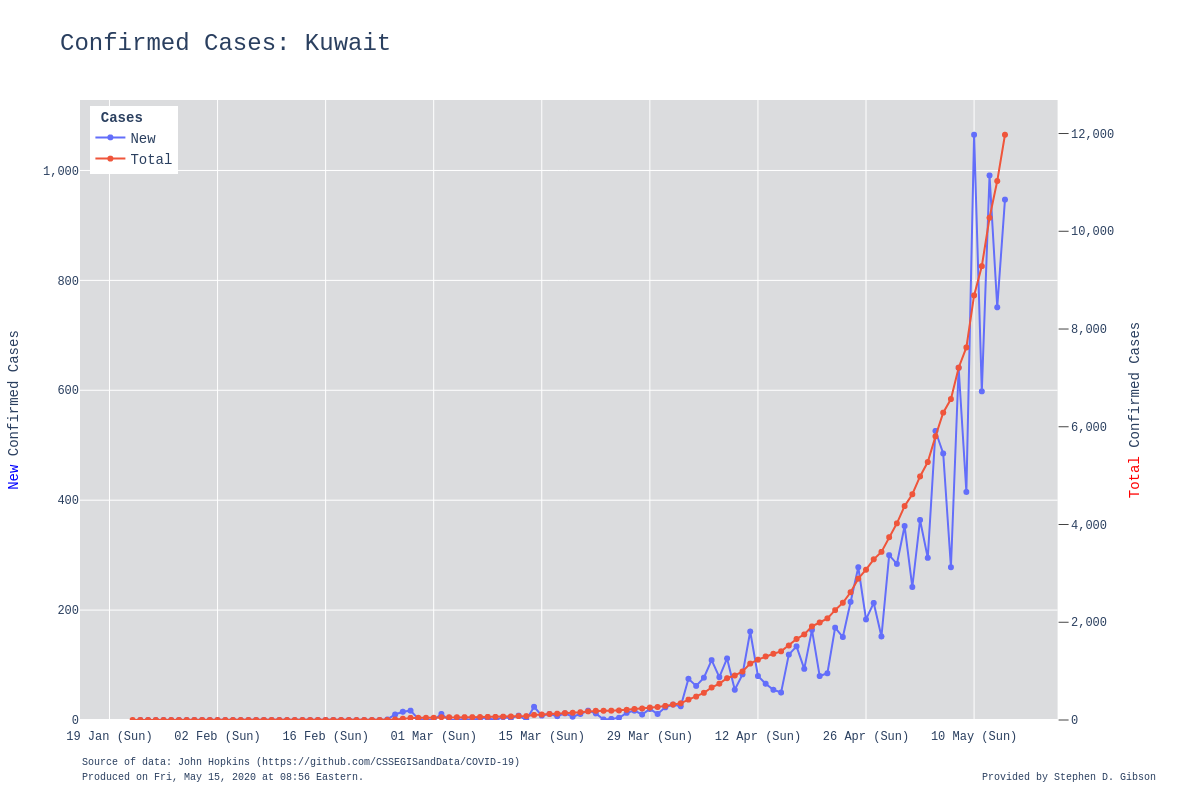 Confirmed Cases: Kuwait
Cases
New
Total
1,000
800
600
400
200
0
12,000
10,000
8,000
6,000
4,000
2,000
0
New Confirmed Cases
Total Confirmed Cases
19 Jan (Sun) 02 Feb (Sun) 16 Feb (Sun) 01 Mar (Sun) 15 Mar (Sun) 29 Mar (Sun) 12 Apr (Sun) 26 Apr (Sun) 10 May (Sun)
Source of data: John Hopkins (https://github.com/CSSEGISandData/COVID-19)
Produced on Fri, May 15, 2020 at 08:56 Eastern.
Provided by Stephen D. Gibson